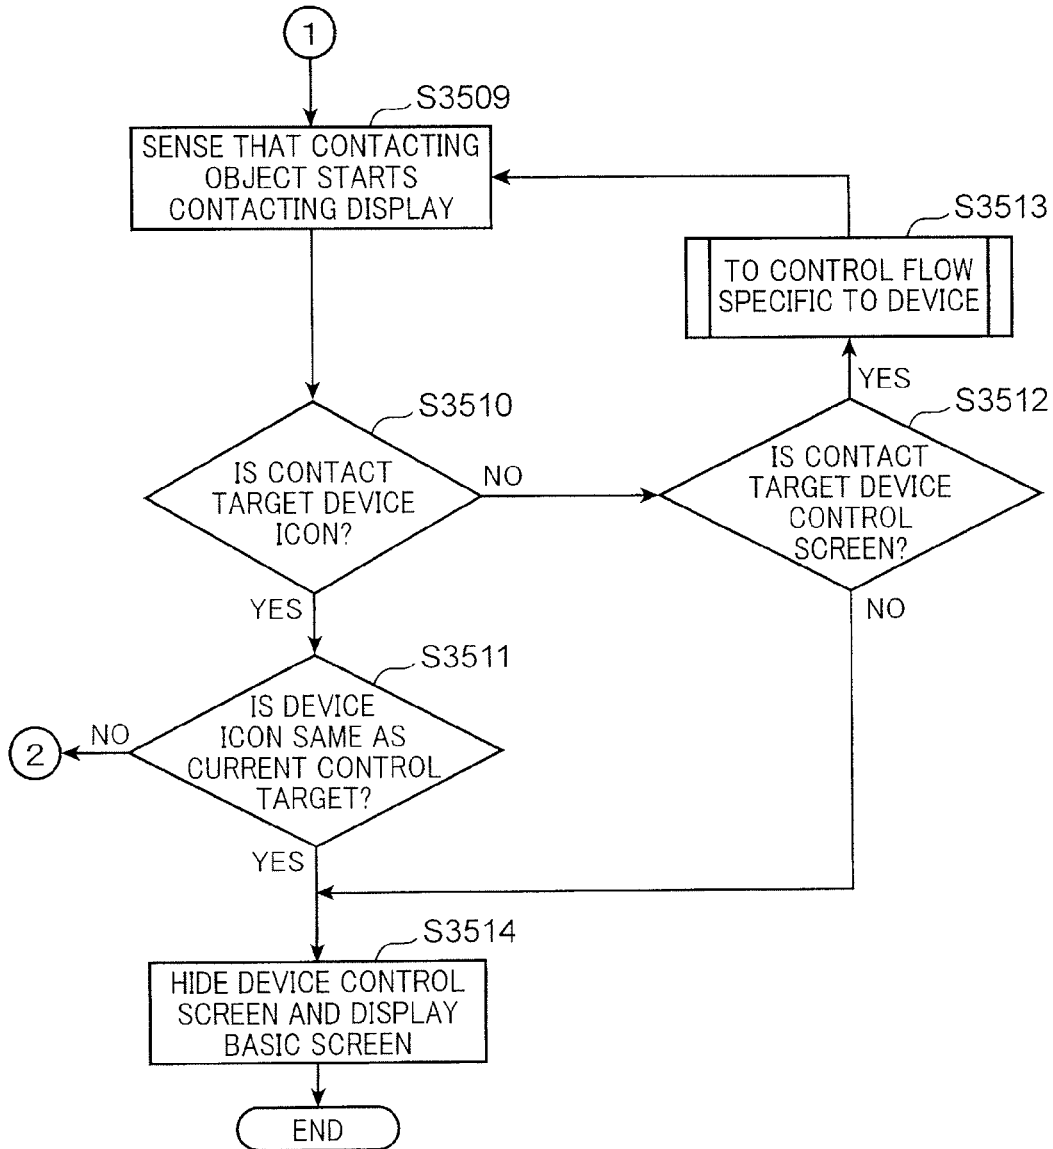 1
S3509
SENSE THAT CONTACTING
OBJECT STARTS
CONTACTING DISPLAY
S3513
TO CONTROL FLOW
SPECIFIC TO DEVICE
YES
S3510
S3512
IS CONTACT
TARGET DEVICE
ICON?
NO
IS CONTACT
TARGET DEVICE
CONTROL
SCREEN?
YES
NO
S3511
IS DEVICE
ICON SAME AS
CURRENT CONTROL
TARGET?
NO
2
YES
S3514
HIDE DEVICE CONTROL
SCREEN AND DISPLAY
BASIC SCREEN
END